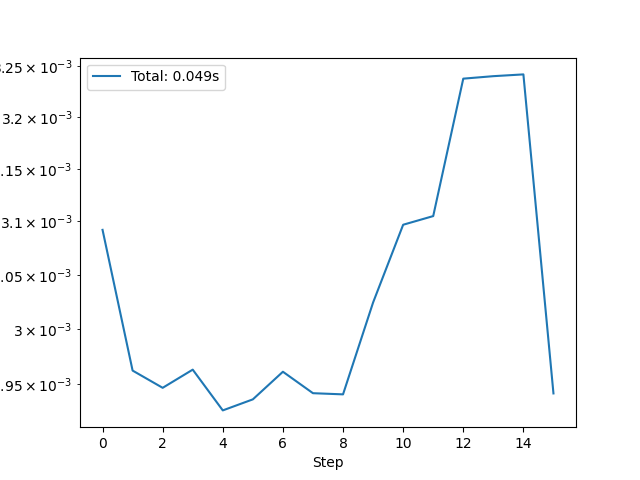 Total: 0.049s
.25 × 10⁻³
3.2 × 10⁻³
.15 × 10⁻³
3.1 × 10⁻³
.05 × 10⁻³
3 × 10⁻³
.95 × 10⁻³
0 2 4 6 8 10 12 14
Step